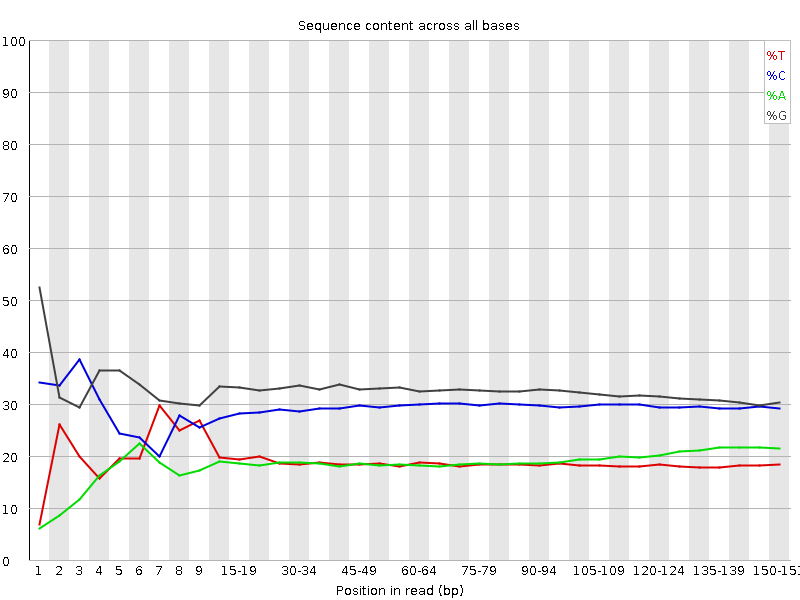 Sequence content across all bases
100
90
80
70
60
50
40
30
20
10
0
%T
%C
%A
%G
1 2 3 4 5 6 7 8 9 15-19 30-34 45-49 60-64 75-79 90-94 105-109 120-124 135-139 150-151
Position in read (bp)